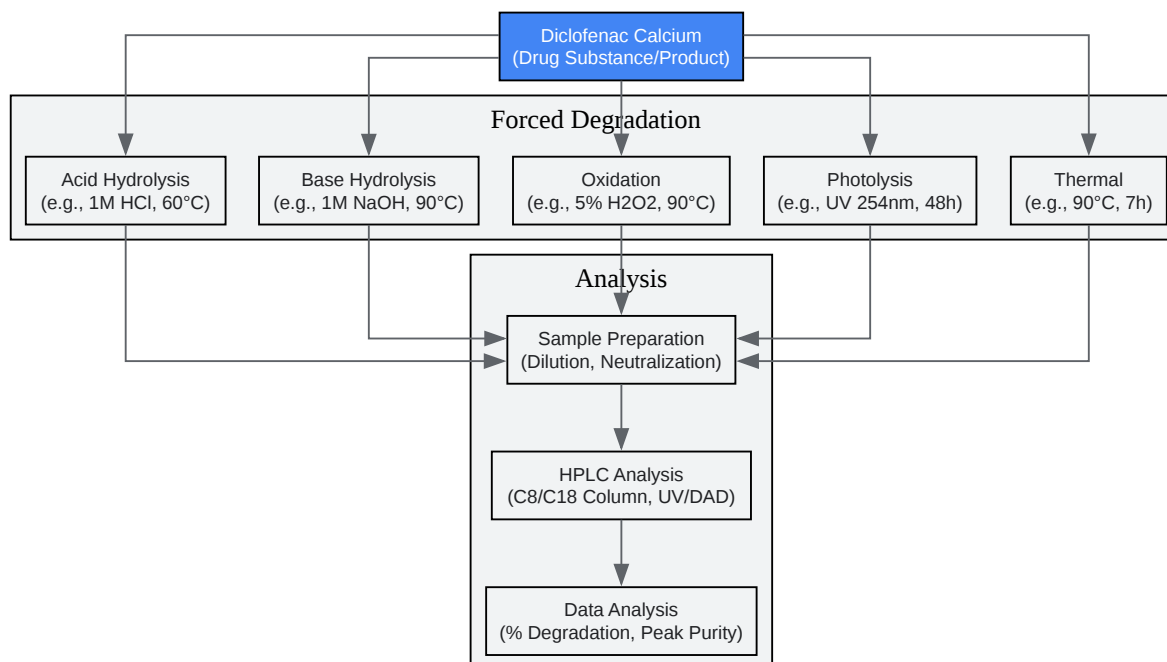 Diclofenac Calcium
(Drug Substance/Product)
Forced Degradation
Acid Hydrolysis
(e.g., 1M HCl, 60°C)
Base Hydrolysis
(e.g., 1M NaOH, 90°C)
Oxidation
(e.g., 5% H2O2, 90°C)
Photolysis
(e.g., UV 254nm, 48h)
Thermal
(e.g., 90°C, 7h)
Analysis
Sample Preparation
(Dilution, Neutralization)
HPLC Analysis
(C8/C18 Column, UV/DAD)
Data Analysis
(% Degradation, Peak Purity)